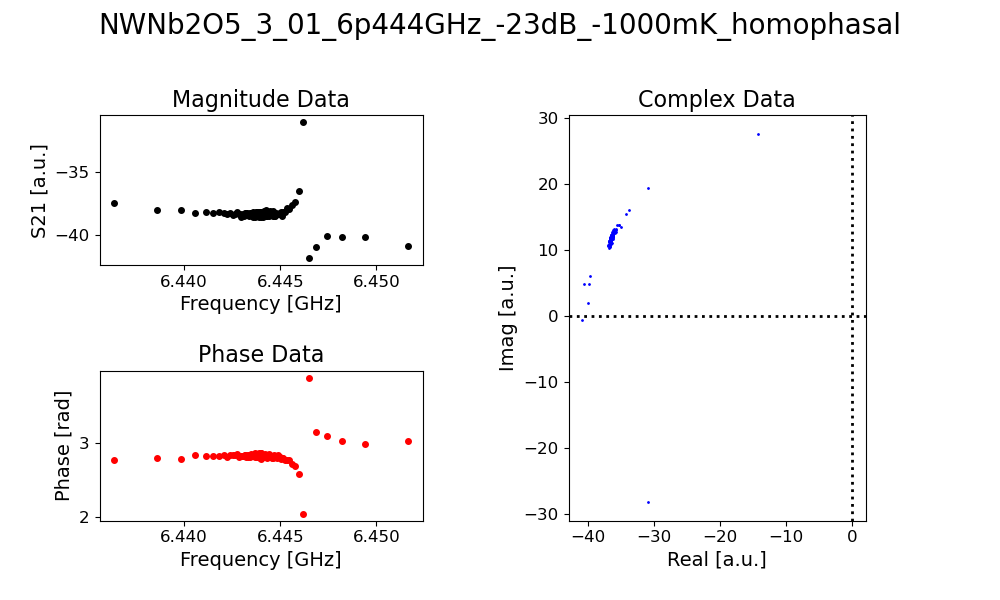 NWNb2O5_3_01_6p444GHz_-23dB_-1000mK_homophasal
Magnitude Data
S21 [a.u.]
−35
−40
6.440
6.445
6.450
Frequency [GHz]
Phase Data
Phase [rad]
3
2
6.440
6.445
6.450
Frequency [GHz]
Complex Data
Imag [a.u.]
30
20
10
0
−10
−20
−30
−40
−30
−20
−10
0
Real [a.u.]